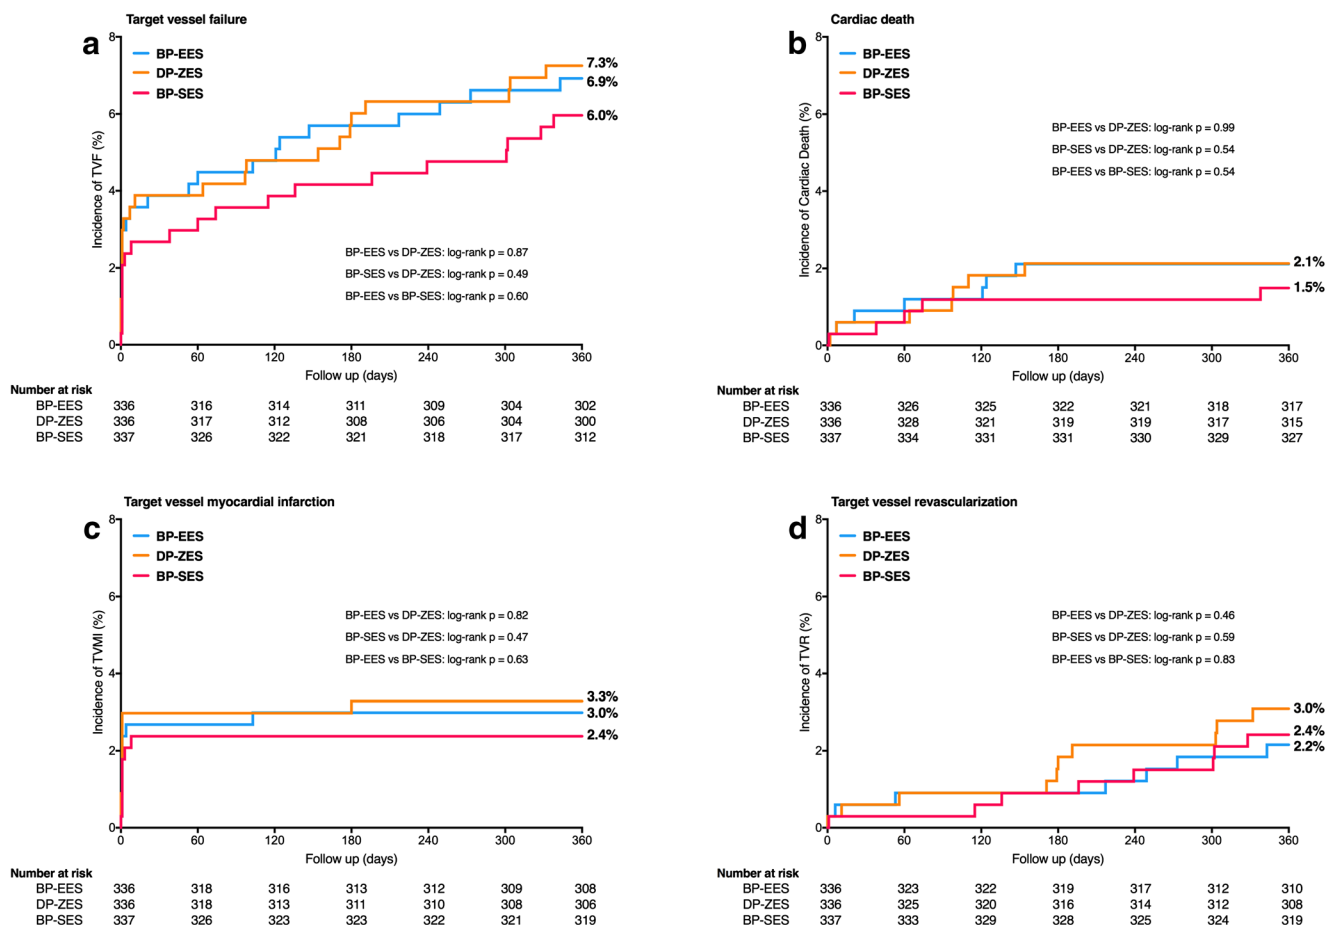 Target vessel failure
a
8
6
4
2
0
Incidence of TVF (%)
BP-EES
DP-ZES
BP-SES
7.3%
6.9%
6.0%
BP-EES vs DP-ZES: log-rank p = 0.87
BP-SES vs DP-ZES: log-rank p = 0.49
BP-EES vs BP-SES: log-rank p = 0.60
0 60 120 180 240 300 360
Follow up (days)
Number at risk
BP-EES 336 316 314 311 309 304 302
DP-ZES 336 317 312 308 306 304 300
BP-SES 337 326 322 321 318 317 312
Cardiac death
b
8
6
4
2
0
Incidence of Cardiac Death (%)
BP-EES
DP-ZES
BP-SES
BP-EES vs DP-ZES: log-rank p = 0.99
BP-SES vs DP-ZES: log-rank p = 0.54
BP-EES vs BP-SES: log-rank p = 0.54
2.1%
1.5%
0 60 120 180 240 300 360
Follow up (days)
Number at risk
BP-EES 336 326 325 322 321 318 317
DP-ZES 336 328 321 319 319 317 315
BP-SES 337 334 331 331 330 329 327
Target vessel myocardial infarction
c
8
6
4
2
0
Incidence of TVMI (%)
BP-EES
DP-ZES
BP-SES
BP-EES vs DP-ZES: log-rank p = 0.82
BP-SES vs DP-ZES: log-rank p = 0.47
BP-EES vs BP-SES: log-rank p = 0.63
3.3%
3.0%
2.4%
0 60 120 180 240 300 360
Follow up (days)
Number at risk
BP-EES 336 318 316 313 312 309 308
DP-ZES 336 318 313 311 310 308 306
BP-SES 337 326 323 323 322 321 319
Target vessel revascularization
d
8
6
4
2
0
Incidence of TVR (%)
BP-EES
DP-ZES
BP-SES
BP-EES vs DP-ZES: log-rank p = 0.46
BP-SES vs DP-ZES: log-rank p = 0.59
BP-EES vs BP-SES: log-rank p = 0.83
3.0%
2.4%
2.2%
0 60 120 180 240 300 360
Follow up (days)
Number at risk
BP-EES 336 323 322 319 317 312 310
DP-ZES 336 325 320 316 314 312 308
BP-SES 337 333 329 328 325 324 319